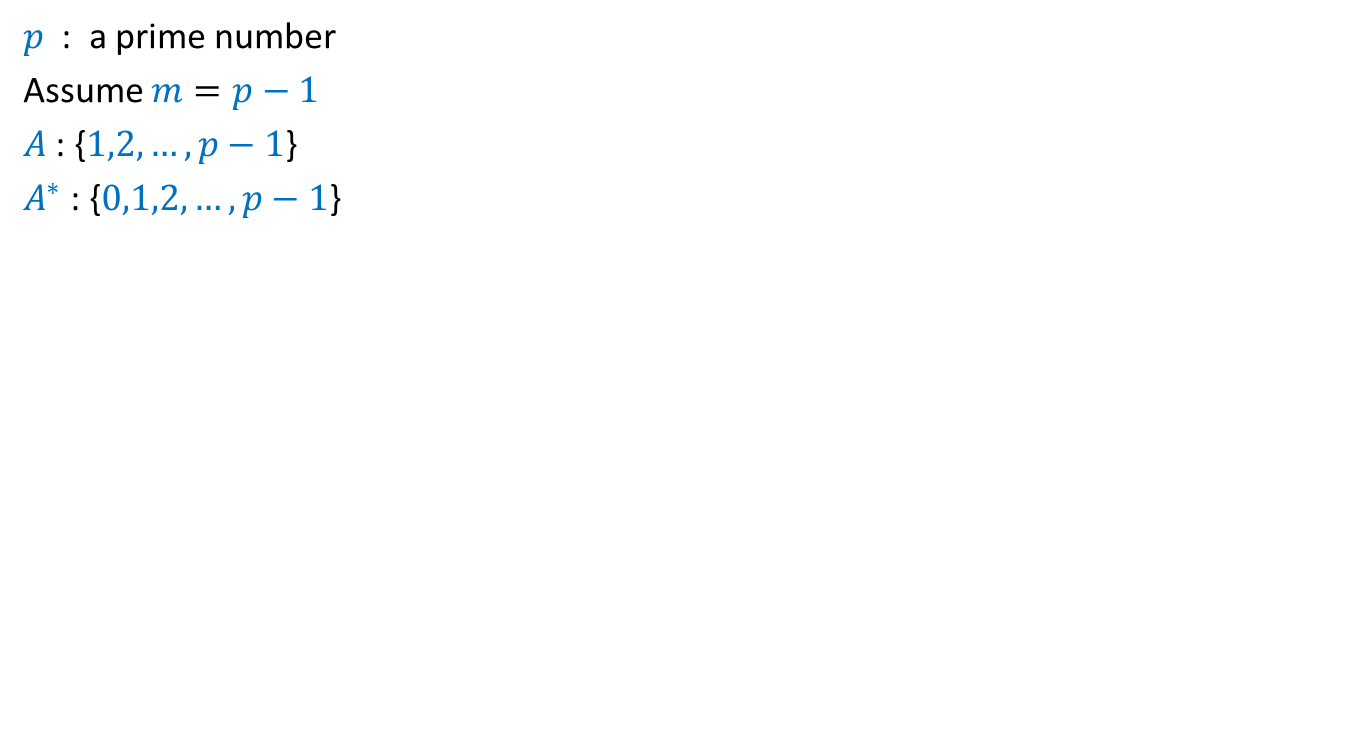 p : a prime number
Assume m = p − 1
A : {1,2, … , p − 1}
A* : {0,1,2, … , p − 1}